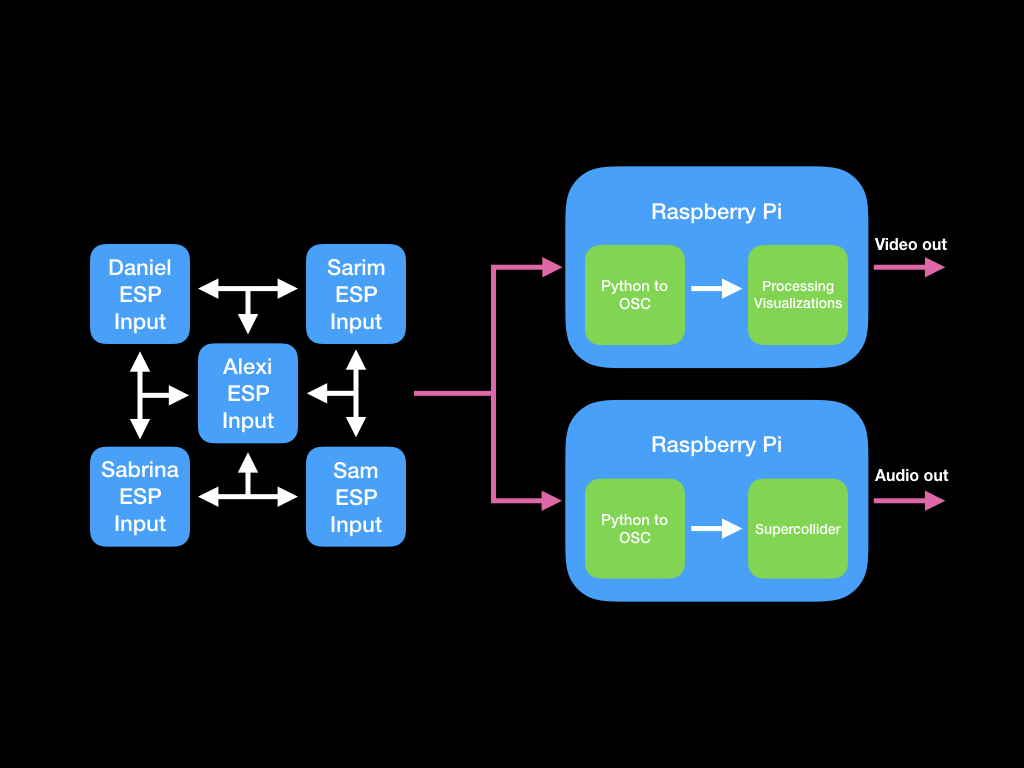 Daniel
ESP
Input
Sarim
ESP
Input
Alexi
ESP
Input
Sabrina
ESP
Input
Sam
ESP
Input
Raspberry Pi
Python to
OSC
Processing
Visualizations
Video out
Raspberry Pi
Python to
OSC
Supercollider
Audio out